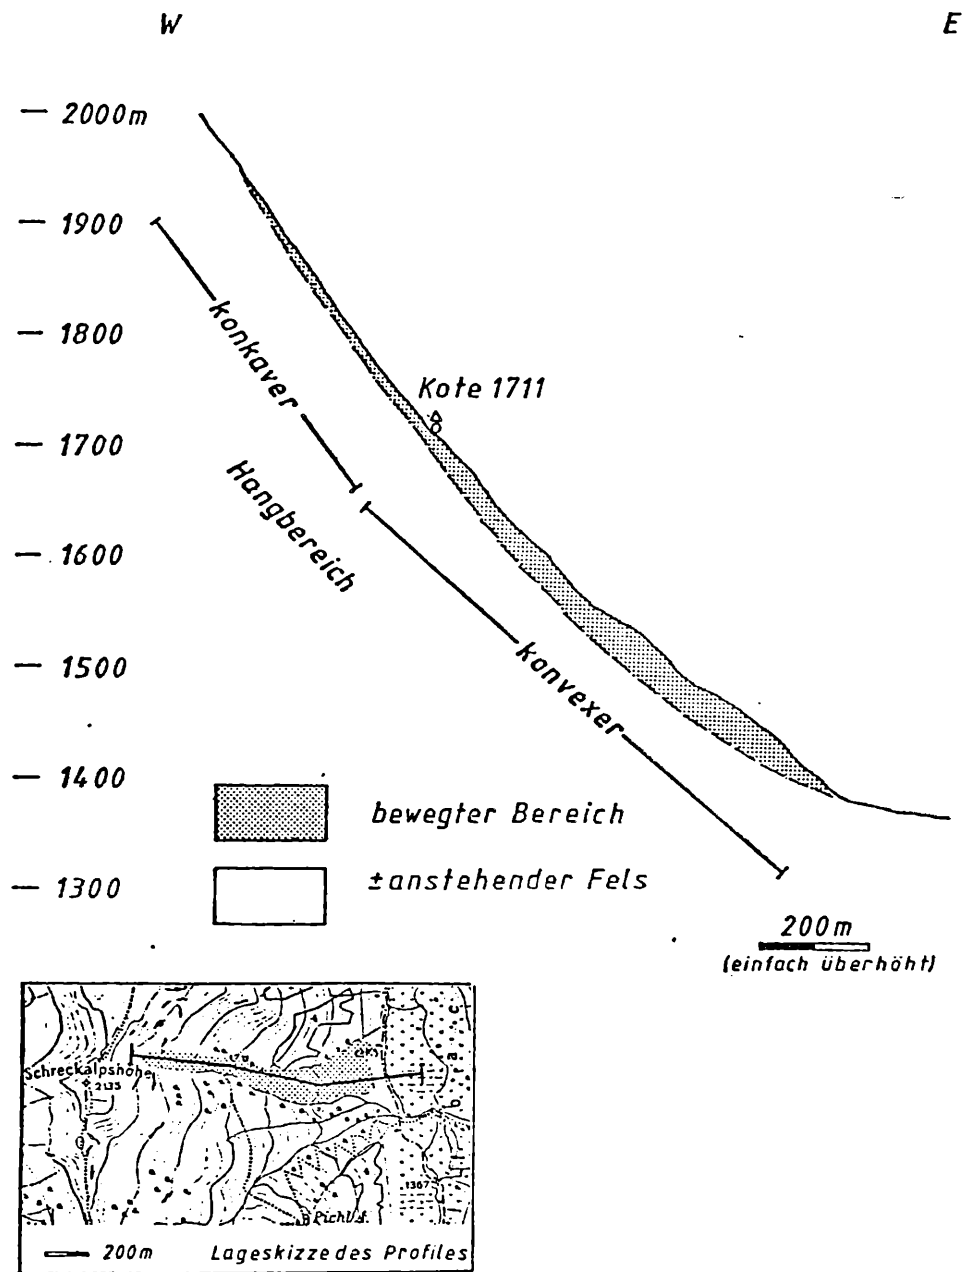 W
E
2000m
1900
1800
1700
1600
1500
1400
1300
konkaver
Hangbereich
konvexer
Kote 1711
bewegter Bereich
±anstehender Fels
200m
(einfach überhöht)
Schreckalpshöhe
2135
1367
200m
Lageskizze des Profiles